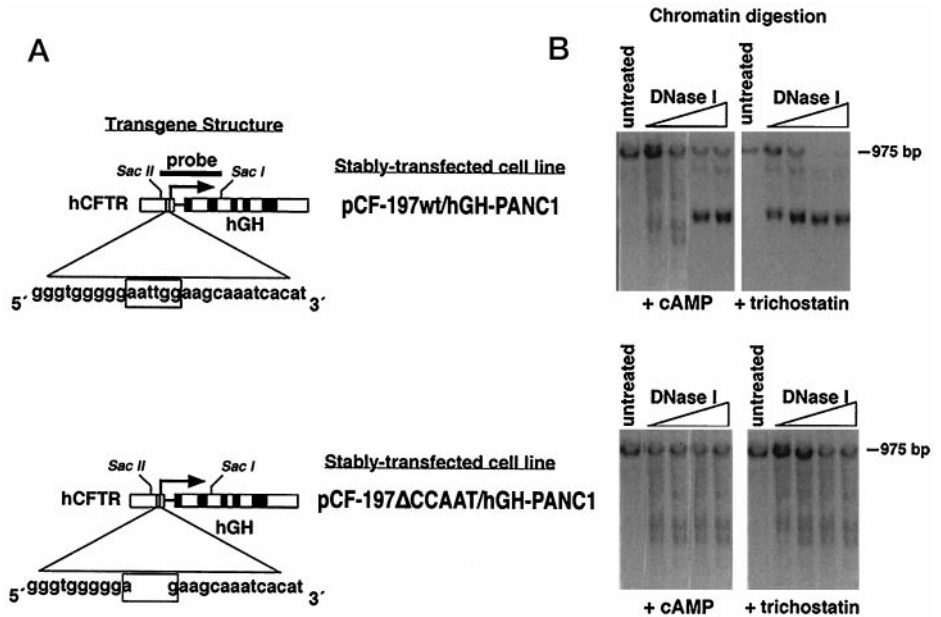 A
Transgene Structure
probe
Sac II
Sac I
hCFTR
hGH
5´ gggtgggggaattggaagcaaatcacat 3´
Stably-transfected cell line
pCF-197wt/hGH-PANC1
B
Chromatin digestion
untreated
DNase I
untreated
DNase I
–975 bp
+ cAMP
+ trichostatin
Sac II
Sac I
hCFTR
hGH
5´ gggtggggga gaagcaaatcacat 3´
Stably-transfected cell line
pCF-197ΔCCAAT/hGH-PANC1
untreated
DNase I
untreated
DNase I
–975 bp
+ cAMP
+ trichostatin